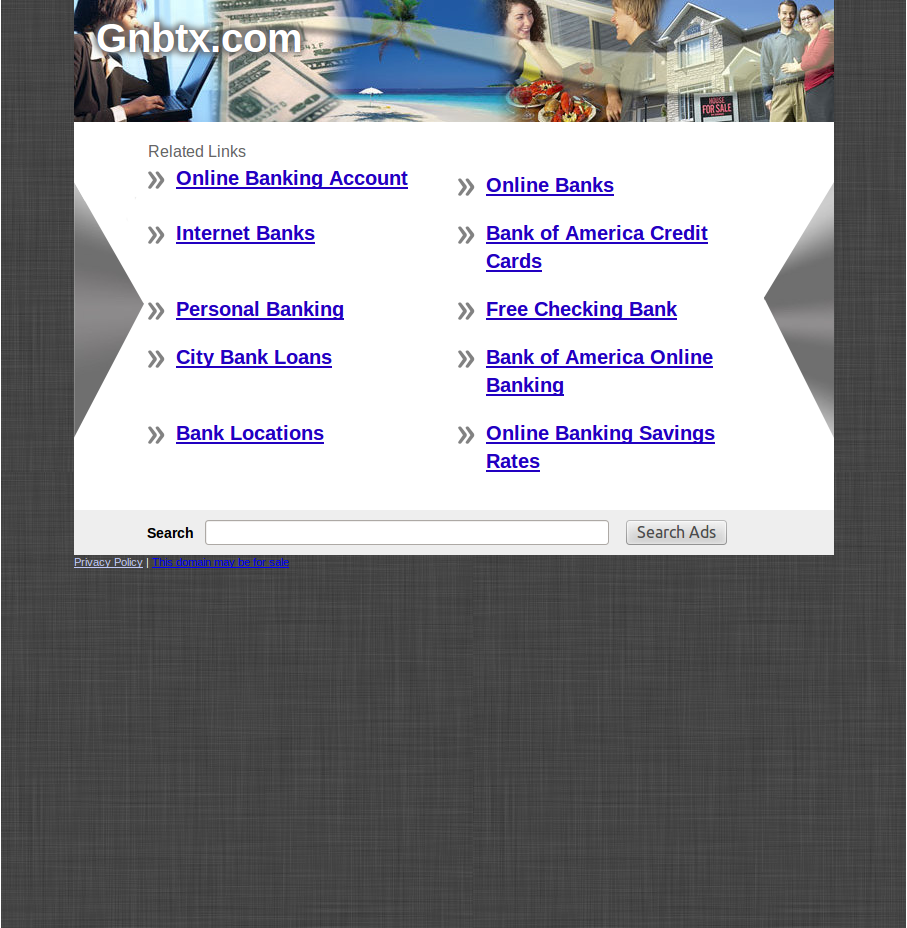 Gnbtx.com
HOUSE
FOR SALE
Related Links
Online Banking Account
Online Banks
Internet Banks
Bank of America Credit
Cards
Personal Banking
Free Checking Bank
City Bank Loans
Bank of America Online
Banking
Bank Locations
Online Banking Savings
Rates
Search
Search Ads
Privacy Policy | This domain may be for sale